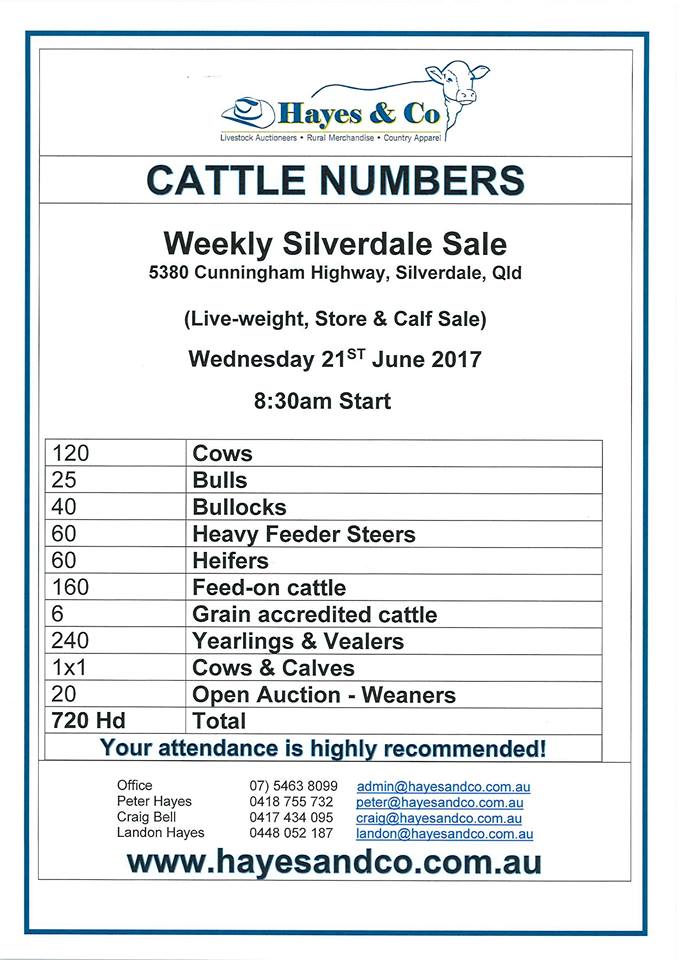 Hayes & Co
Livestock Auctioneers • Rural Merchandise • Country Apparel
CATTLE NUMBERS
Weekly Silverdale Sale
5380 Cunningham Highway, Silverdale, Qld
(Live-weight, Store & Calf Sale)
Wednesday 21ST June 2017
8:30am Start
120 Cows
25 Bulls
40 Bullocks
60 Heavy Feeder Steers
60 Heifers
160 Feed-on cattle
6 Grain accredited cattle
240 Yearlings & Vealers
1x1 Cows & Calves
20 Open Auction - Weaners
720 Hd Total
Your attendance is highly recommended!
Office 07) 5463 8099 admin@hayesandco.com.au
Peter Hayes 0418 755 732 peter@hayesandco.com.au
Craig Bell 0417 434 095 craig@hayesandco.com.au
Landon Hayes 0448 052 187 landon@hayesandco.com.au
www.hayesandco.com.au